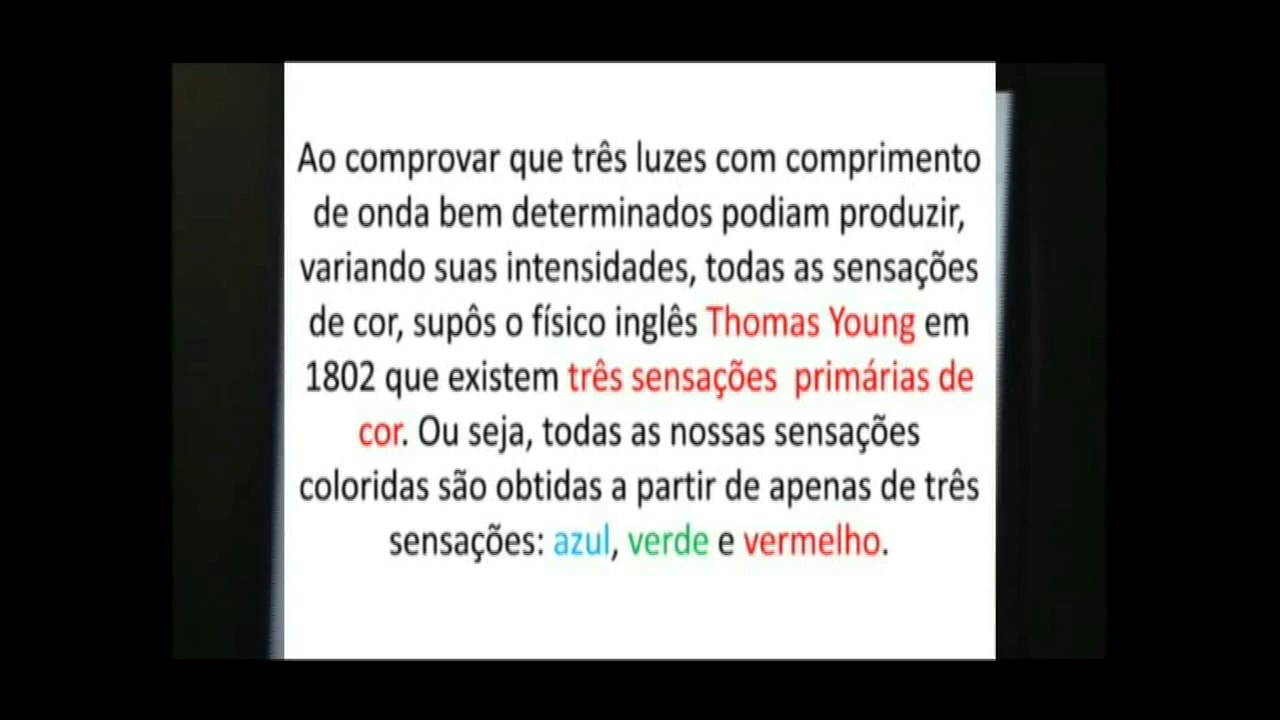 Ao comprovar que três luzes com comprimento
de onda bem determinados podiam produzir,
variando suas intensidades, todas as sensações
de cor, supôs o físico inglês Thomas Young em
1802 que existem três sensações  primárias de
cor. Ou seja, todas as nossas sensações
coloridas são obtidas a partir de apenas de três
sensações: azul, verde e vermelho.